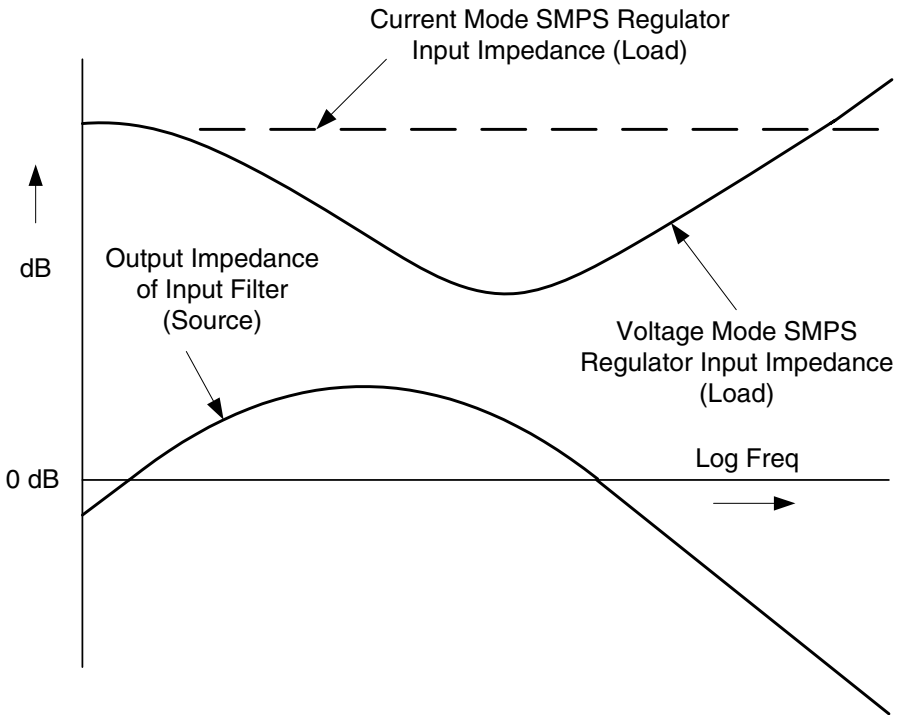 Current Mode SMPS Regulator
Input Impedance (Load)
dB
Output Impedance
of Input Filter
(Source)
Voltage Mode SMPS
Regulator Input Impedance
(Load)
Log Freq
0 dB